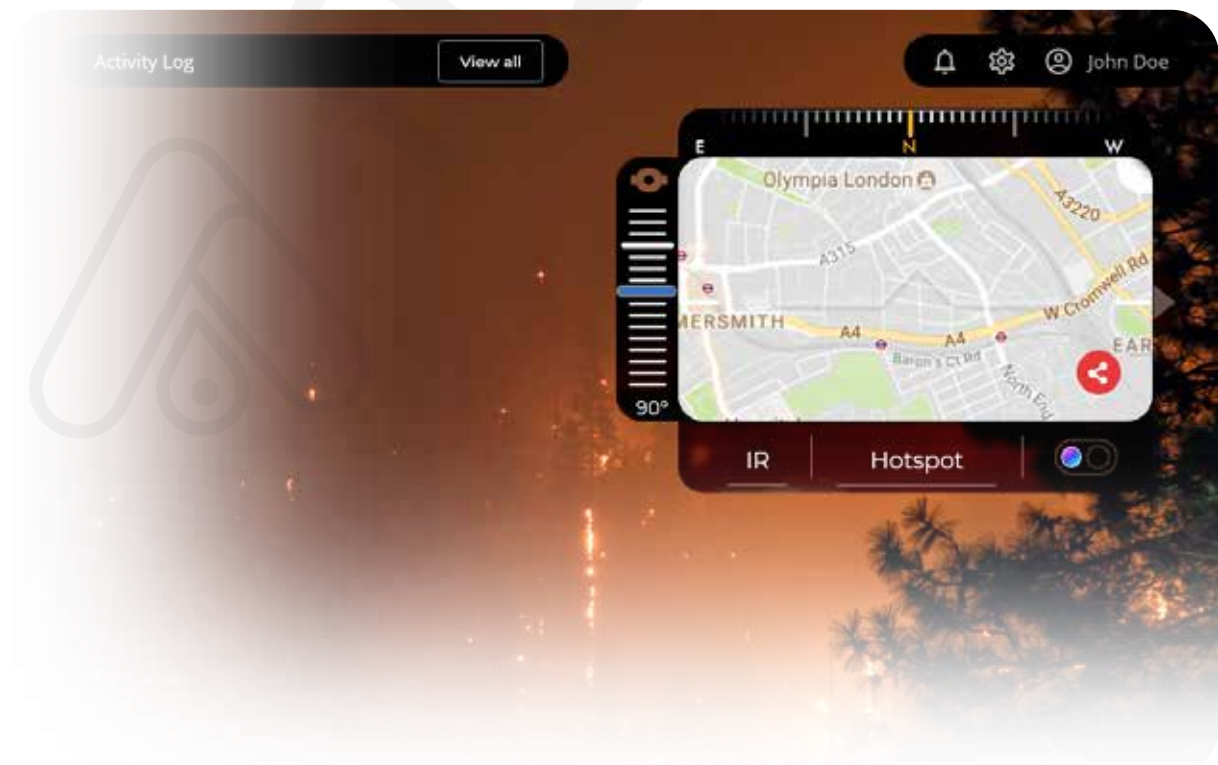 Activity Log
View all
John Doe
E
N
W
Olympia London
A3220
A315
W Cromwell Rd
MERSMITH
A4
A4
EAR
Baron's Ct Rd
North End
90°
IR
Hotspot